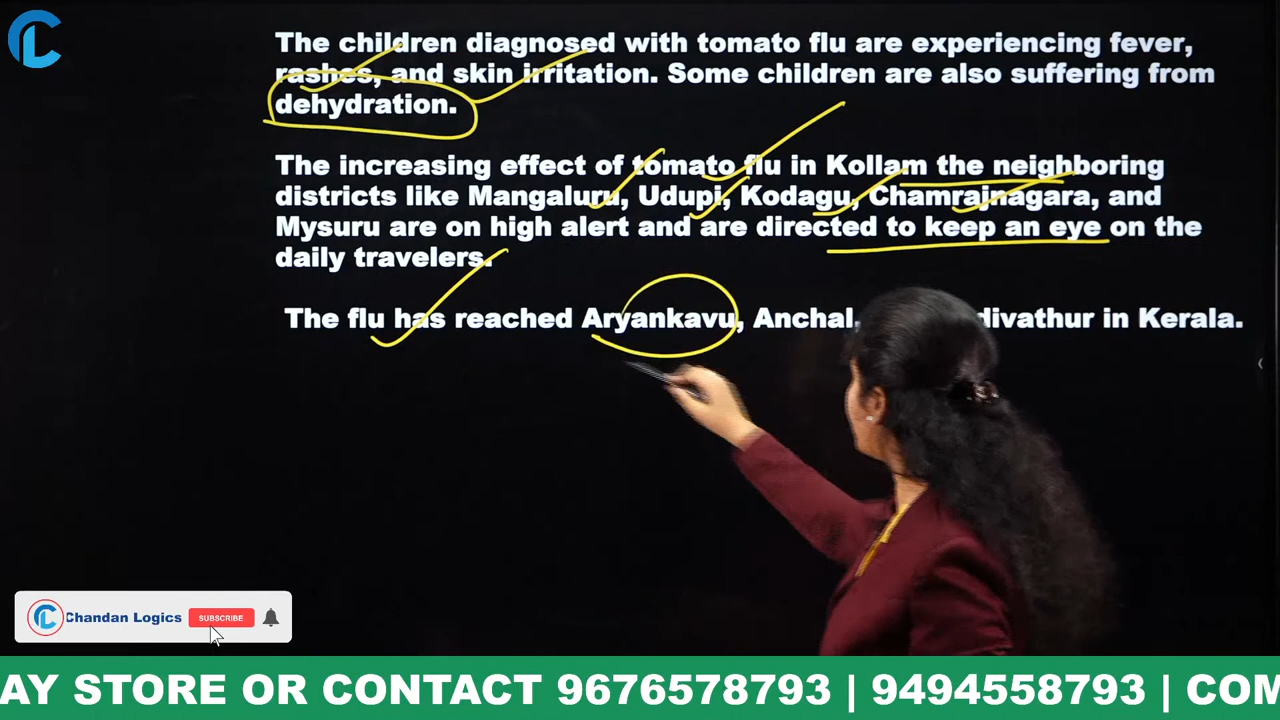 The children diagnosed with tomato flu are experiencing fever,
rashes, and skin irritation. Some children are also suffering from
dehydration.
The increasing effect of tomato flu in Kollam the neighboring
districts like Mangaluru, Udupi, Kodagu, Chamrajnagara, and
Mysuru are on high alert and are directed to keep an eye on the
daily travelers.
The flu has reached Aryankavu, Anchal, divathur in Kerala.
Chandan Logics SUBSCRIBE
AY STORE OR CONTACT 9676578793 | 9494558793 | COM